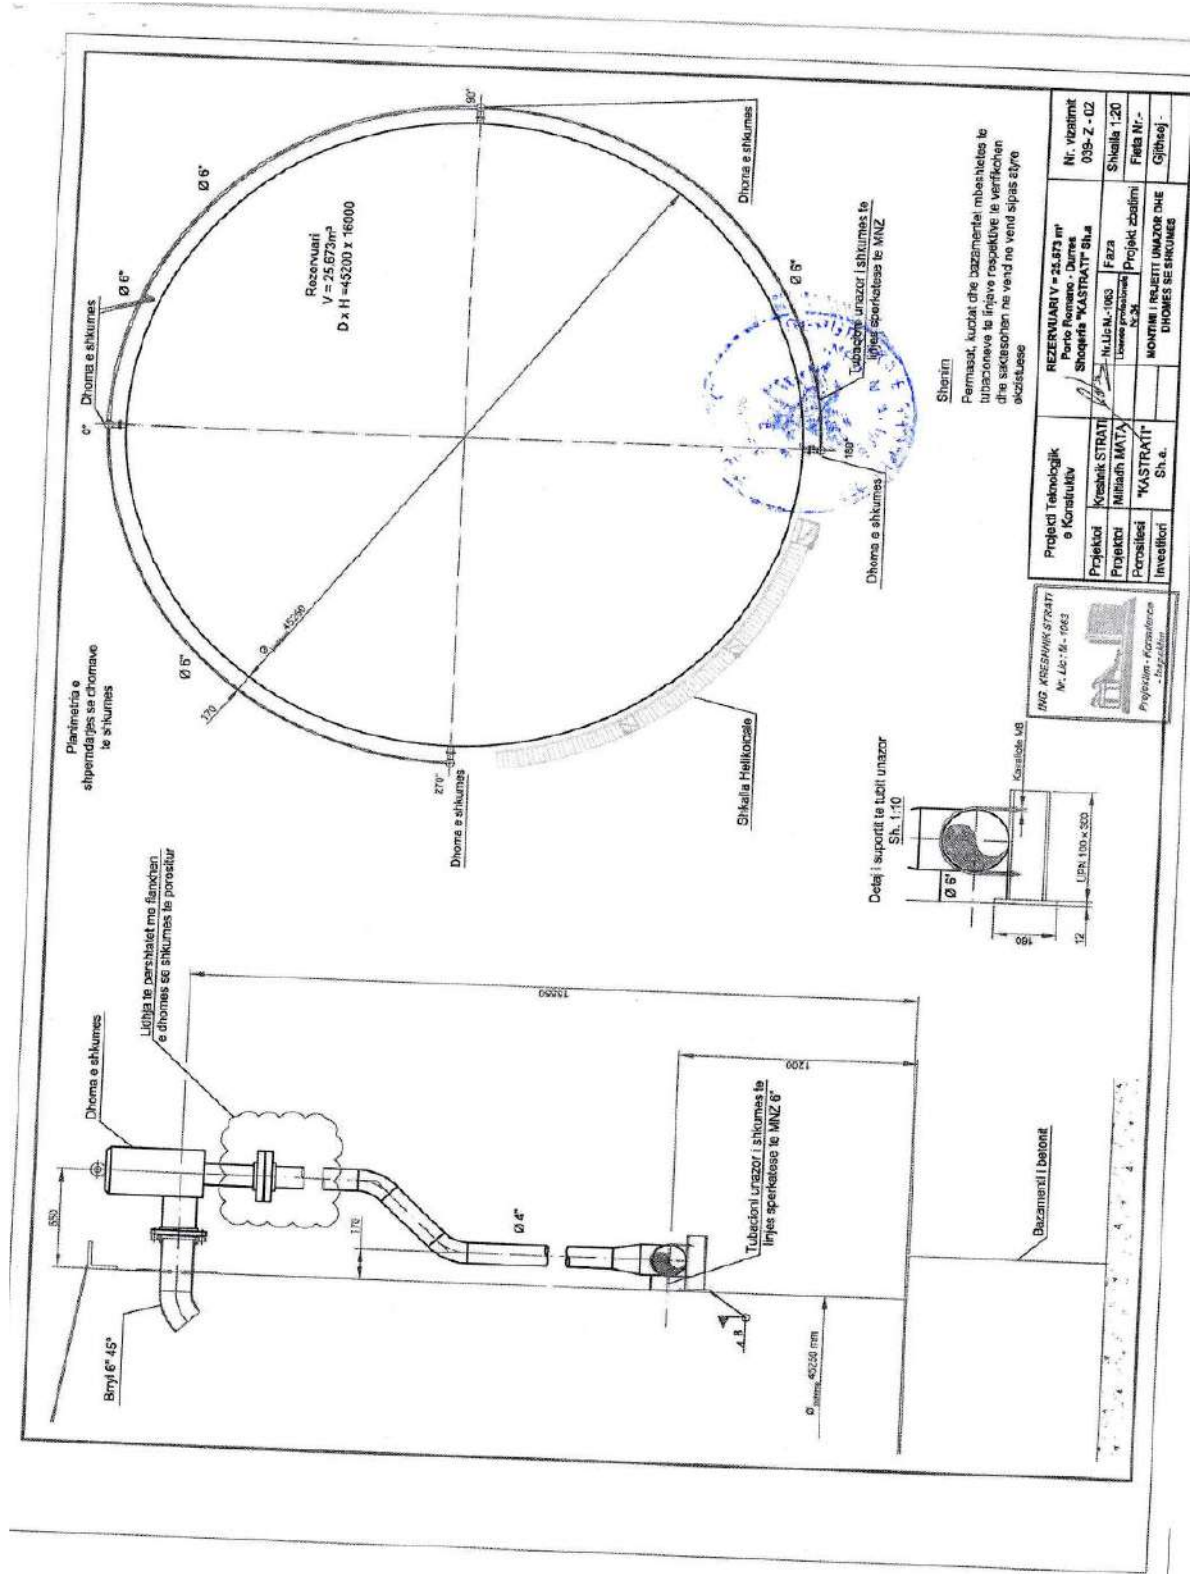 Planimetria e
shperndarjes se dhomave
te shkumes
Dhoma e shkumes
0°
90°
180°
270°
Ø 6"
Ø 6"
Ø 6"
Ø 6"
Rezervuari
V = 25.673m³
D x H =45200 x 16000
170
45250
Dhoma e shkumes
Dhoma e shkumes
Dhoma e shkumes
Shkalla Helikoidale
Tubacioni unazor i shkumes te
linjes sperkatese te MNZ
Shenim
Permasat, kuotat dhe bazamentet mbeshtetes te
tubacioneve te linjave respektive te verifikohen
dhe saktesohen ne vend ne vend sipas atyre
ekzistuese
Lidhja te pershtatet me flanxhen
e dhomes se shkumes te porositur
Dhoma e shkumes
550
Brryl 6" 45°
170
Ø 4"
1200
Tubacioni unazor i shkumes te
linjes sperkatese te MNZ 6"
45250 mm
Bazamenti i betonit
Detaj i suportit te tubit unazor
Sh. 1:10
Ø 6"
160
12
UPN 100 x 300
ING. KRESHNIK STRATI
Nr. Lic : M - 1063
Projekti Teknologjik
e Konstruktiv
REZERVUARI V = 25.673 m³
Porto Romano - Durres
Shoqeria "KASTRATI" Sh.a
Nr. vizatimit
039- Z - 02
Projektoi
Kreshnik STRATI
Nr.Lic M.-1063
Faza
Shkalla 1:20
Projektoi
Miltiadh MATA
Nr.34
Projekt zbatimi
Fleta Nr.-
Porositesi
"KASTRATI"
Sh.a.
Investitori
MONTIMI I RRJETIT UNAZOR DHE
DHOMES SE SHKUMES
Gjithsej -